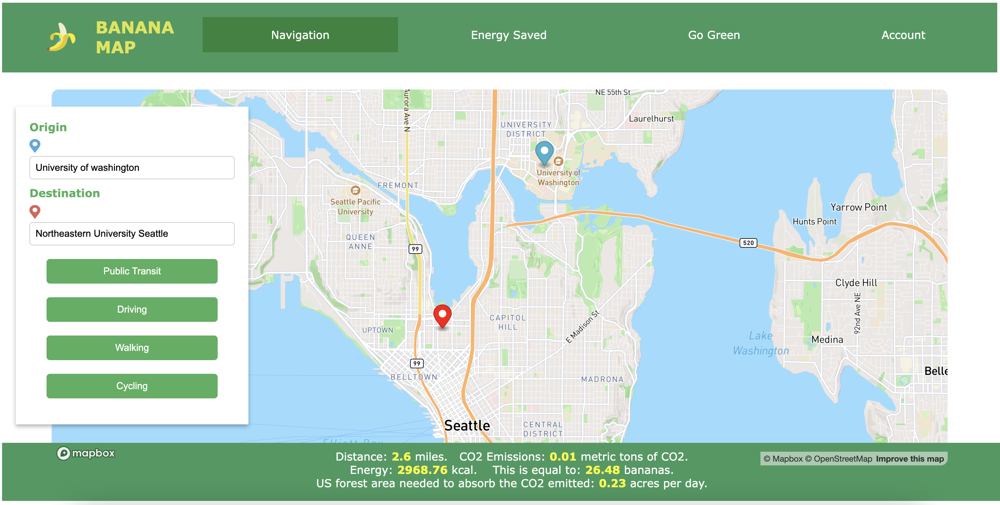 BANANA
MAP
Navigation
Energy Saved
Go Green
Account
Origin
University of washington
Destination
Northeastern University Seattle
Public Transit
Driving
Walking
Cycling
Aurora Ave N
NE 55th St
Laurelhurst
UNIVERSITY
DISTRICT
University of
Washington
FREMONT
Seattle Pacific
University
QUEEN
ANNE
99
520
Yarrow Point
Hunts Point
Clyde Hill
92nd Ave NE
Medina
Lake
Washington
Belle
CAPITOL
HILL
E Madison St
UPTOWN
99
BELLTOWN
MADRONA
Seattle
CENTRAL
DISTRICT
Elliott Bay
mapbox
Distance: 2.6 miles. CO2 Emissions: 0.01 metric tons of CO2.
Energy: 2968.76 kcal. This is equal to: 26.48 bananas.
US forest area needed to absorb the CO2 emitted: 0.23 acres per day.
© Mapbox © OpenStreetMap Improve this map